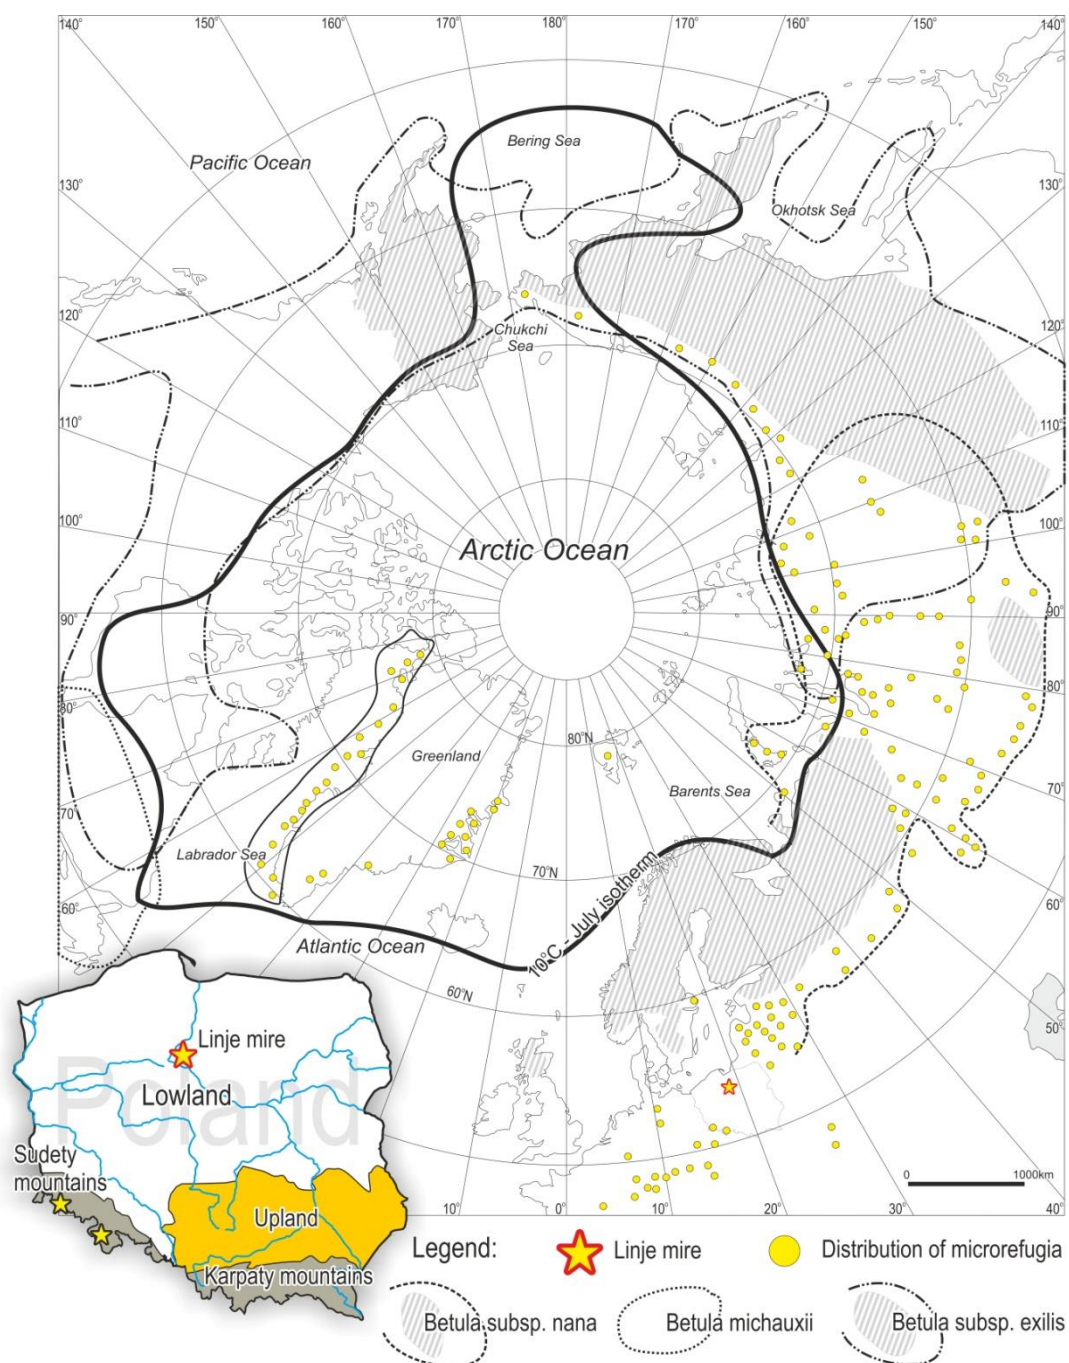 140°
150°
160°
170°
180°
170°
160°
150°
140°
Bering Sea
Pacific Ocean
130°
130°
Okhotsk Sea
120°
120°
Chukchi
Sea
110°
110°
100°
100°
Arctic Ocean
90°
90°
80°
80°
80°N
Greenland
Barents Sea
70°
70°
Labrador Sea
70°N
10°C - July isotherm
60°
60°
Atlantic Ocean
60°N
50°
Linje mire
Poland
Lowland
Sudety
mountains
Upland
Karpaty mountains
0
1000km
10°
0°
10°
20°
30°
40°
Legend:
Linje mire
Distribution of microrefugia
Betula subsp. nana
Betula michauxii
Betula subsp. exilis